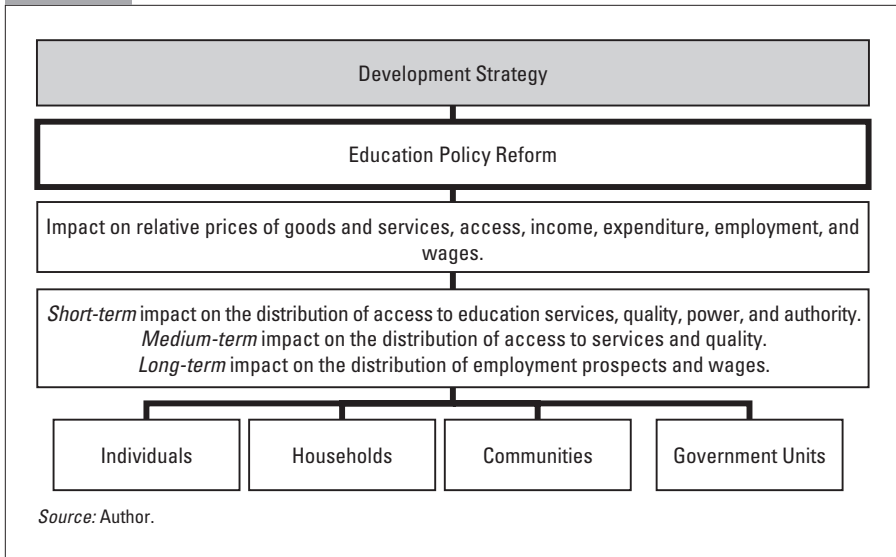 Development Strategy
Education Policy Reform
Impact on relative prices of goods and services, access, income, expenditure, employment, and
wages.
Short-term impact on the distribution of access to education services, quality, power, and authority.
Medium-term impact on the distribution of access to services and quality.
Long-term impact on the distribution of employment prospects and wages.
Individuals
Households
Communities
Government Units
Source: Author.